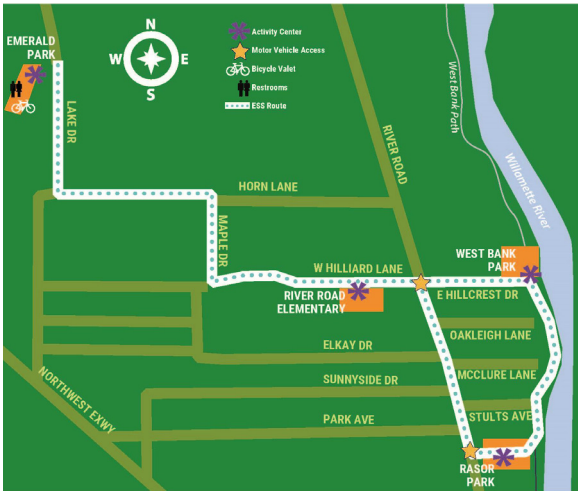 N
W
E
S
EMERALD
PARK
Activity Center
Motor Vehicle Access
Bicycle Valet
Restrooms
ESS Route
LAKE DR
RIVER ROAD
West Bank Path
Willamette River
HORN LANE
MAPLE DR
WEST BANK
PARK
W HILLIARD LANE
E HILLCREST DR
RIVER ROAD
ELEMENTARY
OAKLEIGH LANE
ELKAY DR
MCCLURE LANE
SUNNYSIDE DR
NORTHWEST EXWY
PARK AVE
STULTS AVE
RASOR
PARK